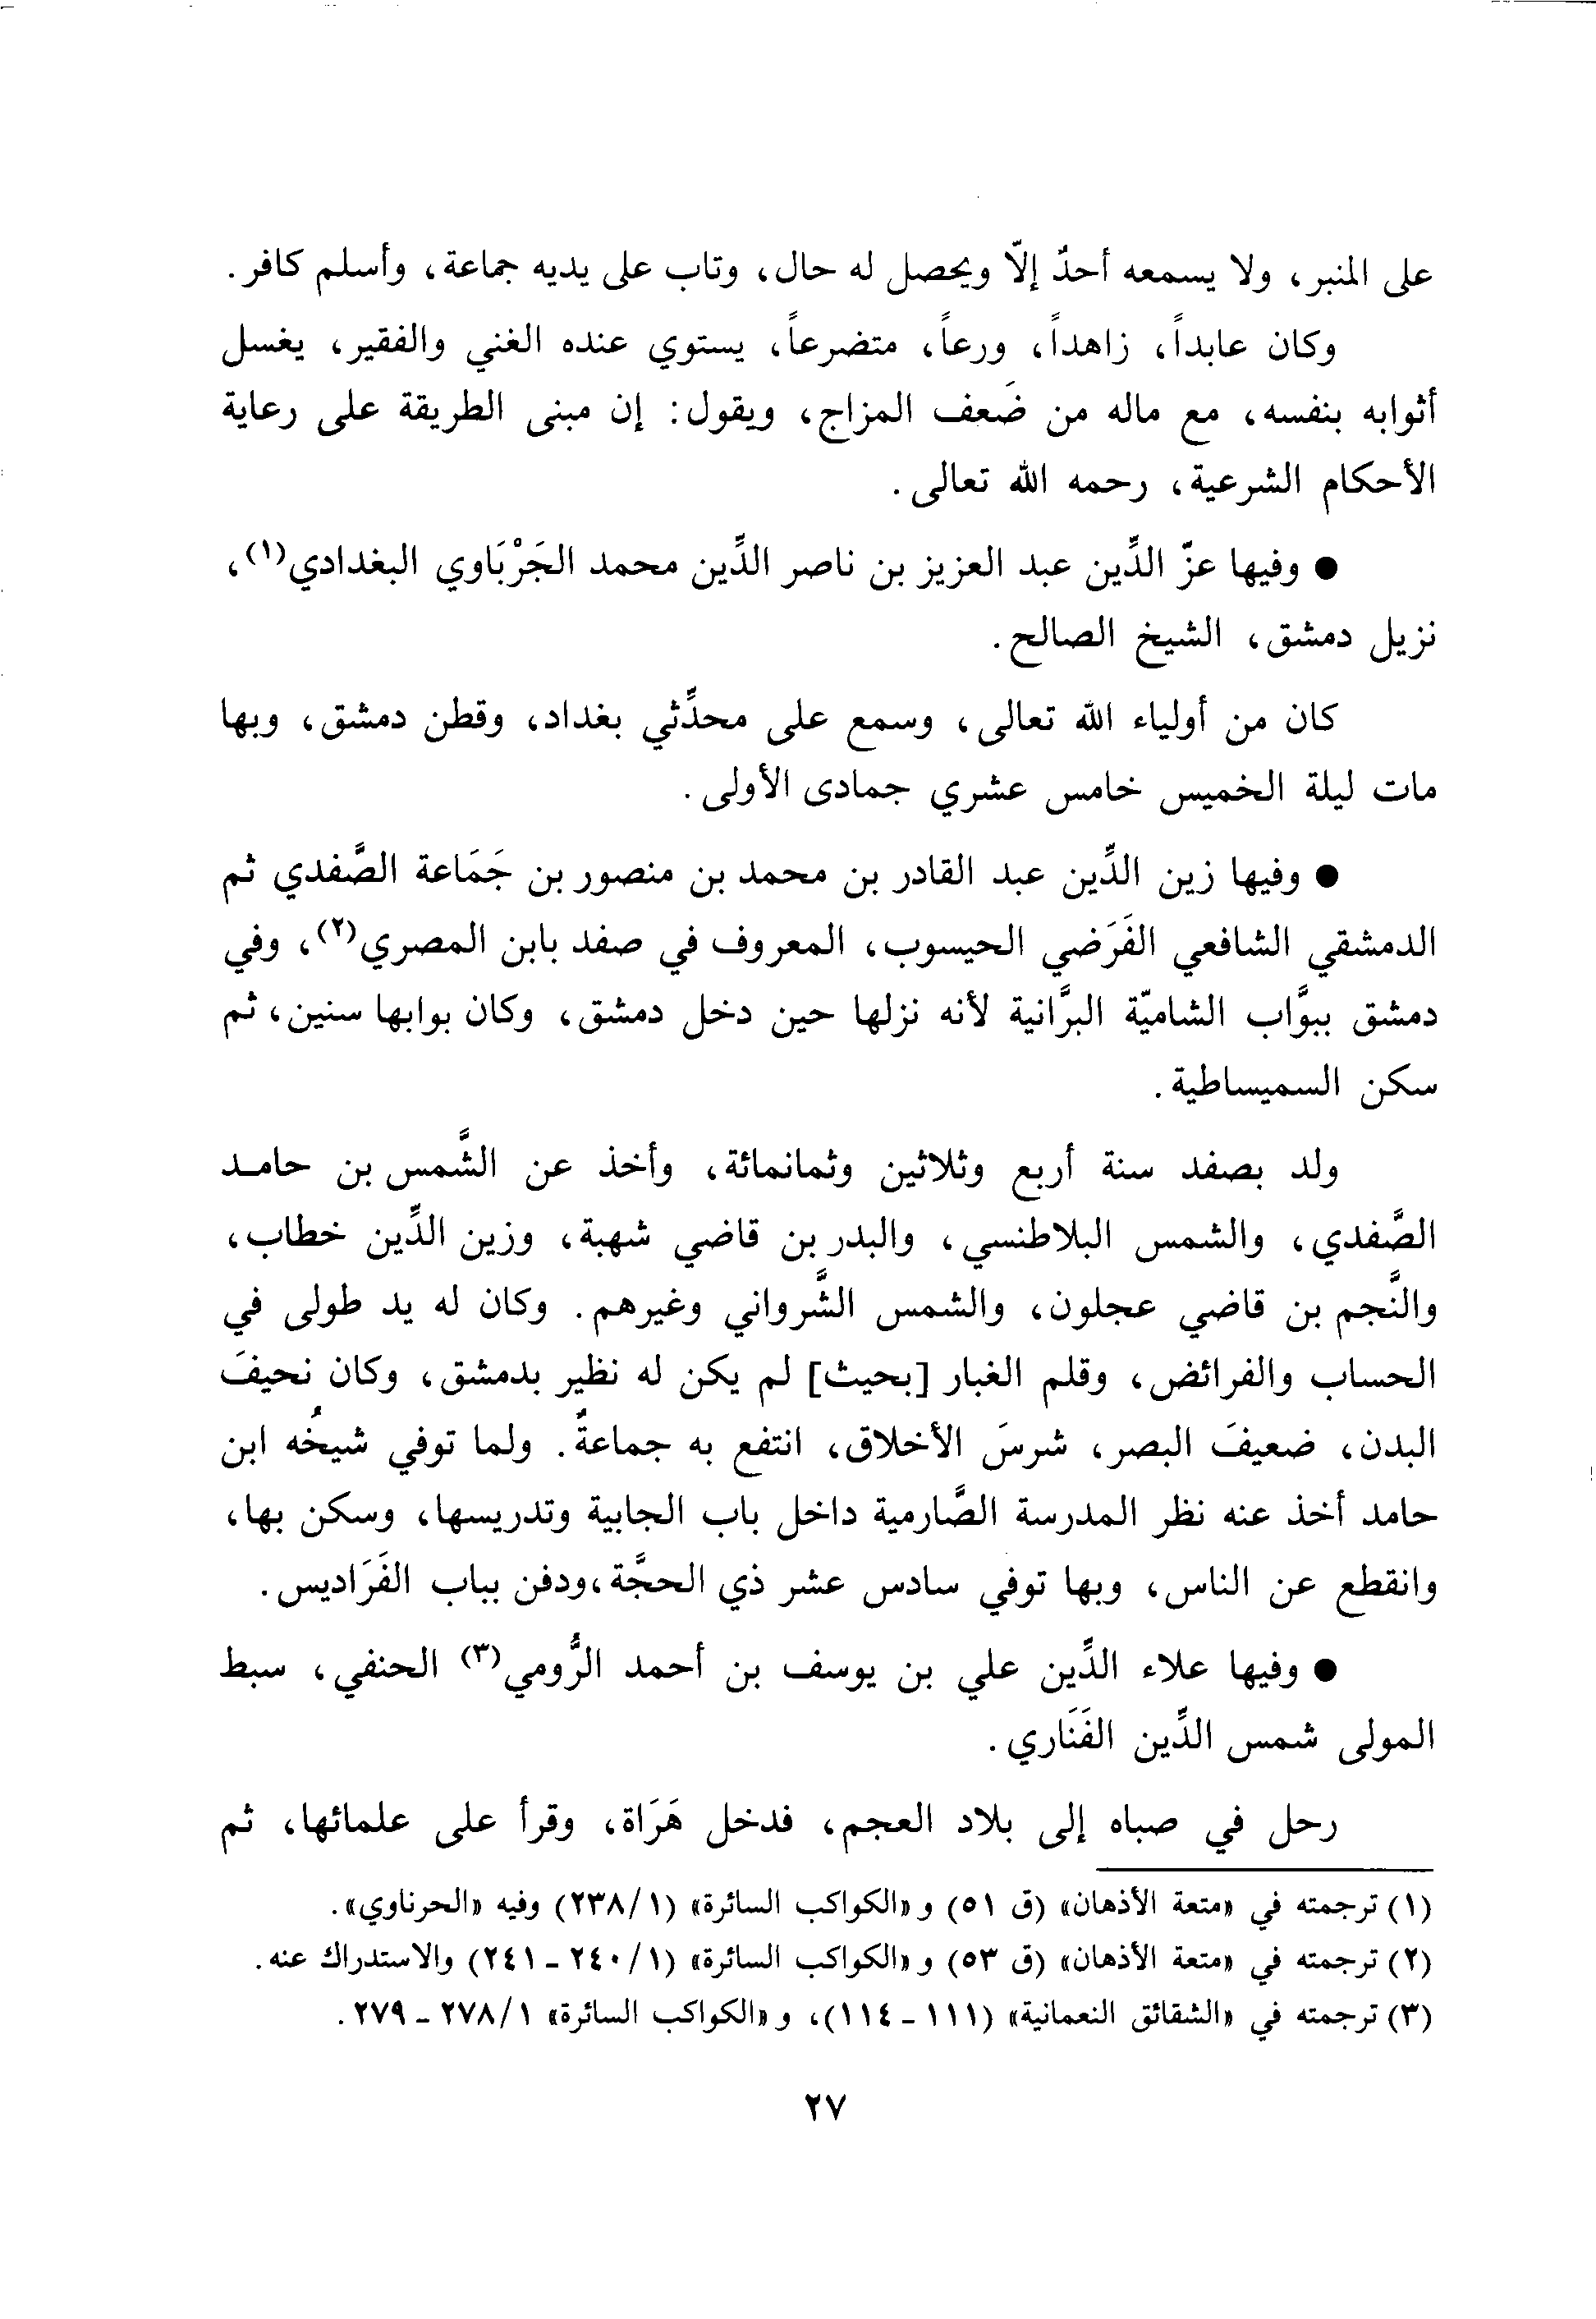 على المنبر، ولا يسمعه أحدٌ إلاّ ويحصل له حال، وتاب على يديه جماعة، وأسلم كافر.
وكان عابداً، زاهداً، ورعاً، متضرعاً، يستوي عنده الغني والفقير، يغسل
أثوابه بنفسه، مع ماله من ضَعف المزاج، ويقول: إن مبنى الطريقة على رعاية
الأحكام الشرعية، رحمه الله تعالى.
● وفيها عزّ الدِّين عبد العزيز بن ناصر الدِّين محمد الجَرْبَاوي البغدادي(١)،
نزيل دمشق، الشيخ الصالح.
كان من أولياء الله تعالى، وسمع على محدِّثي بغداد، وقطن دمشق، وبها
مات ليلة الخميس خامس عشري جمادى الأولى.
● وفيها زين الدِّين عبد القادر بن محمد بن منصور بن جَمَاعة الصَّفدي ثم
الدمشقي الشافعي الفَرَضي الحيسوب، المعروف في صفد بابن المصري(٢)، وفي
دمشق ببوَّاب الشاميّة البرَّانية لأنه نزلها حين دخل دمشق، وكان بوابها سنين، ثم
سكن السميساطية.
ولد بصفد سنة أربع وثلاثين وثمانمائة، وأخذ عن الشَّمس بن حامـد
الصَّفدي، والشمس البلاطنسي، والبدر بن قاضي شهبة، وزين الدِّين خطاب،
والنَّجم بن قاضي عجلون، والشمس الشَّرواني وغيرهم. وكان له يد طولى في
الحساب والفرائض، وقلم الغبار [بحيث] لم يكن له نظير بدمشق، وكان نحيفَ
البدن، ضعيفَ البصر، شرسَ الأخلاق، انتفع به جماعةٌ. ولما توفي شيخُه ابن
حامد أخذ عنه نظر المدرسة الصَّارمية داخل باب الجابية وتدريسها، وسكن بها،
وانقطع عن الناس، وبها توفي سادس عشر ذي الحجَّة،ودفن بباب الفَرَاديس.
● وفيها علاء الدِّين علي بن يوسف بن أحمد الرُّومي(٣) الحنفي، سبط
المولى شمس الدِّين الفَنَاري.
رحل في صباه إلى بلاد العجم، فدخل هَرَاة، وقرأ على علمائها، ثم
(١) ترجمته في «متعة الأذهان» (ق ٥١) و «الكواكب السائرة» (٢٣٨/١) وفيه «الحرناوي».
(٢) ترجمته في «متعة الأذهان» (ق ٥٣) و «الكواكب السائرة» (٢٤٠/١ - ٢٤١) والاستدراك عنه.
(٣) ترجمته في «الشقائق النعمانية» (١١١ - ١١٤)، و «الكواكب السائرة» ٢٧٨/١ - ٢٧٩.
٢٧